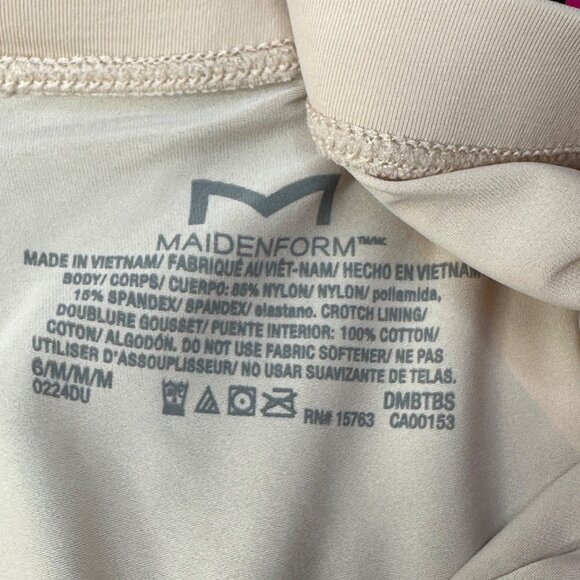 MAIDENFORM™/MC
MADE IN VIETNAM/ FABRIQUÉ AU VIÊT-NAM/ HECHO EN VIETNAM
BODY/ CORPS/ CUERPO: 85% NYLON/ NYLON/ poliamida,
15% SPANDEX/ SPANDEX/ elastano. CROTCH LINING/
DOUBLURE GOUSSET/ PUENTE INTERIOR: 100% COTTON/
COTON/ ALGODÓN. DO NOT USE FABRIC SOFTENER/ NE PAS
UTILISER D'ASSOUPLISSEUR/ NO USAR SUAVIZANTE DE TELAS.
6/M/M/M DMBTBS
0224DU RN# 15763 CA00153